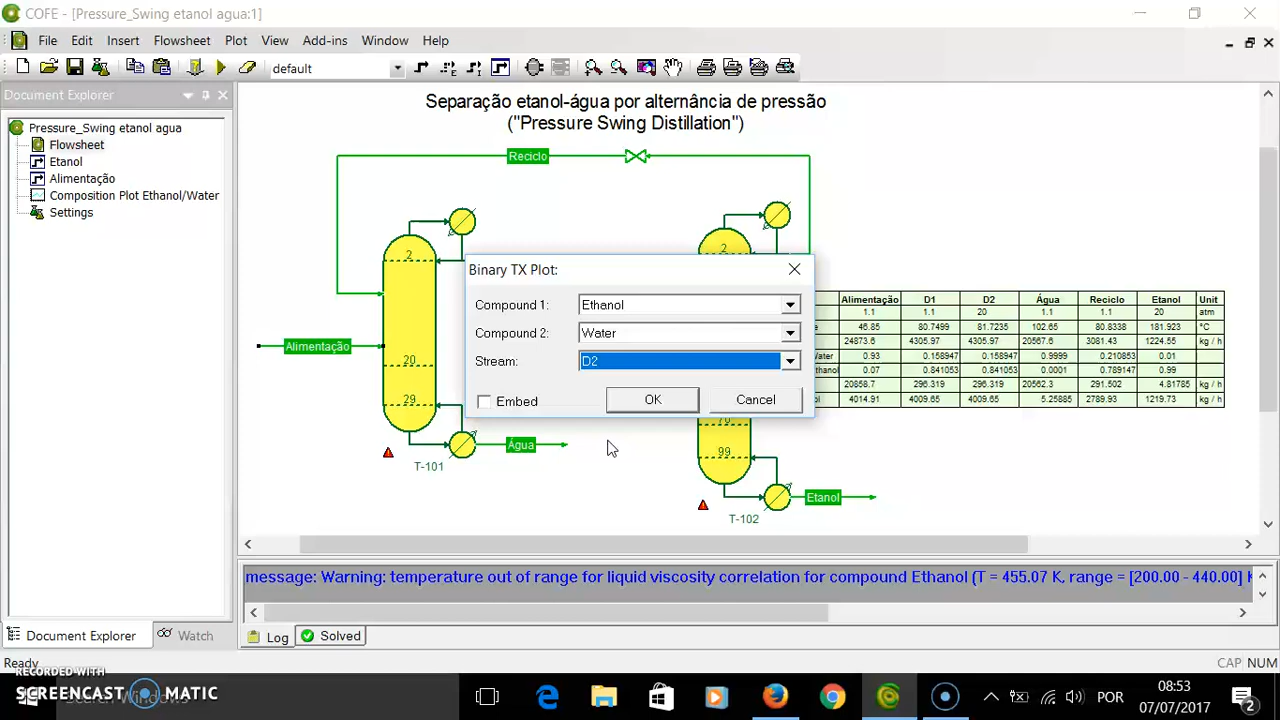 COFE - [Pressure_Swing etanol agua:1]
File Edit Insert Flowsheet Plot View Add-ins Window Help
default
Document Explorer
Pressure_Swing etanol agua
Flowsheet
Etanol
Alimentação
Composition Plot Ethanol/Water
Settings
Separação etanol-água por alternância de pressão
("Pressure Swing Distillation")
Reciclo
2
20
29
Alimentação
Água
T-101
2
99
Etanol
T-102
Binary TX Plot:
Compound 1: Ethanol
Compound 2: Water
Stream: D2
Embed OK Cancel
Alimentação D1 D2 Água Reciclo Etanol Unit
1.1 1.1 20 1.1 1.1 20 atm
46.85 80.7499 81.7235 102.65 80.8338 181.923 °C
24873.6 4305.97 4305.97 20567.6 3081.43 1224.55 kg / h
0.93 0.158947 0.158947 0.9999 0.210853 0.01
0.07 0.841053 0.841053 0.0001 0.789147 0.99
20858.7 296.319 296.319 20562.3 291.502 4.81785 kg / h
4014.91 4009.65 4009.65 5.25885 2789.93 1219.73 kg / h
message: Warning: temperature out of range for liquid viscosity correlation for compound Ethanol (T = 455.07 K, range = [200.00 - 440.00] K
Document Explorer Watch
Log Solved
Ready
CAP NUM
RECORDED WITH
SCREENCAST MATIC
POR
08:53
07/07/2017
2